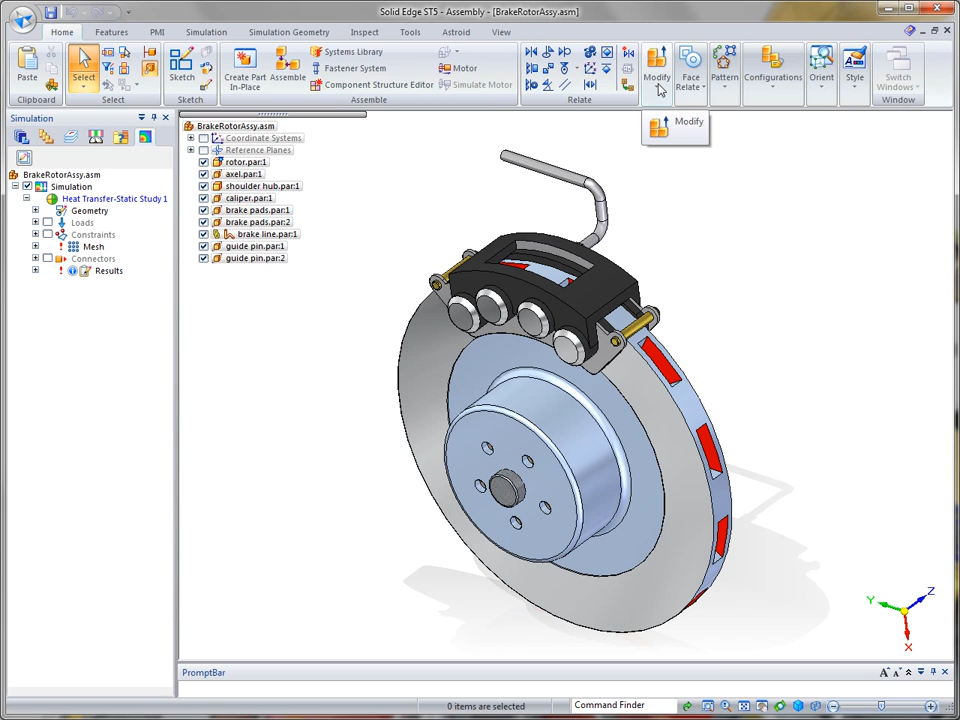 Solid Edge ST5 - Assembly - [BrakeRotorAssy.asm]
Home Features PMI Simulation Simulation Geometry Inspect Tools Astroid View
Paste
Select
Sketch
Create Part In-Place
Assemble
Systems Library
Fastener System
Component Structure Editor
Motor
Simulate Motor
Modify
Face Relate
Pattern
Configurations
Orient
Style
Switch Windows
Clipboard Select Sketch Assemble Relate Window
Modify
Simulation
BrakeRotorAssy.asm
Simulation
Heat Transfer-Static Study 1
Geometry
Loads
Constraints
Mesh
Connectors
Results
BrakeRotorAssy.asm
Coordinate Systems
Reference Planes
rotor.par:1
axel.par:1
shoulder hub.par:1
caliper.par:1
brake pads.par:1
brake pads.par:2
brake line.par:1
guide pin.par:1
guide pin.par:2
Z
Y
X
PromptBar
0 items are selected
Command Finder